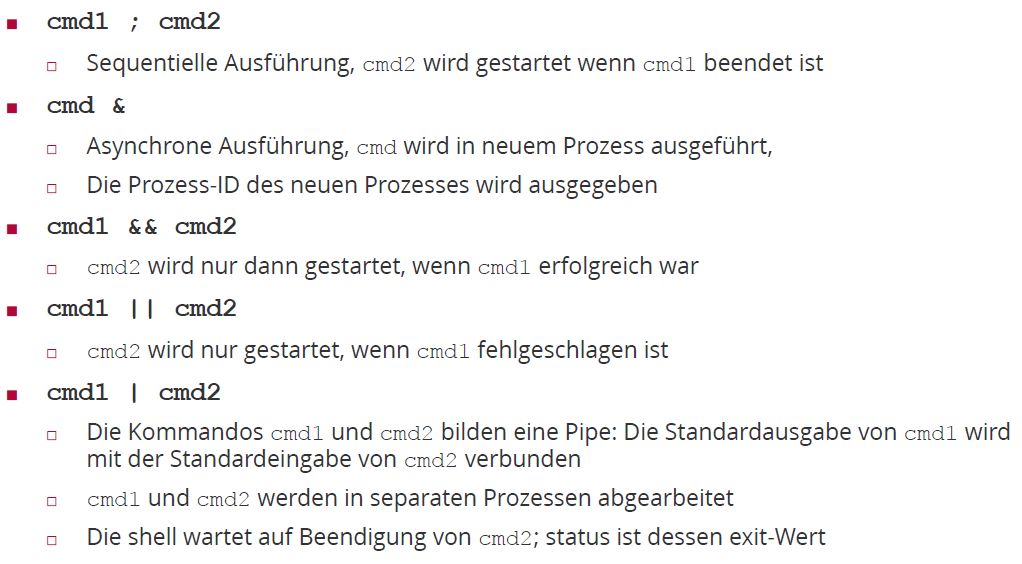 cmd1 ; cmd2
Sequentielle Ausführung, cmd2 wird gestartet wenn cmd1 beendet ist
cmd &
Asynchrone Ausführung, cmd wird in neuem Prozess ausgeführt,
Die Prozess-ID des neuen Prozesses wird ausgegeben
cmd1 && cmd2
cmd2 wird nur dann gestartet, wenn cmd1 erfolgreich war
cmd1 || cmd2
cmd2 wird nur gestartet, wenn cmd1 fehlgeschlagen ist
cmd1 | cmd2
Die Kommandos cmd1 und cmd2 bilden eine Pipe: Die Standardausgabe von cmd1 wird
mit der Standardeingabe von cmd2 verbunden
cmd1 und cmd2 werden in separaten Prozessen abgearbeitet
Die shell wartet auf Beendigung von cmd2; status ist dessen exit-Wert